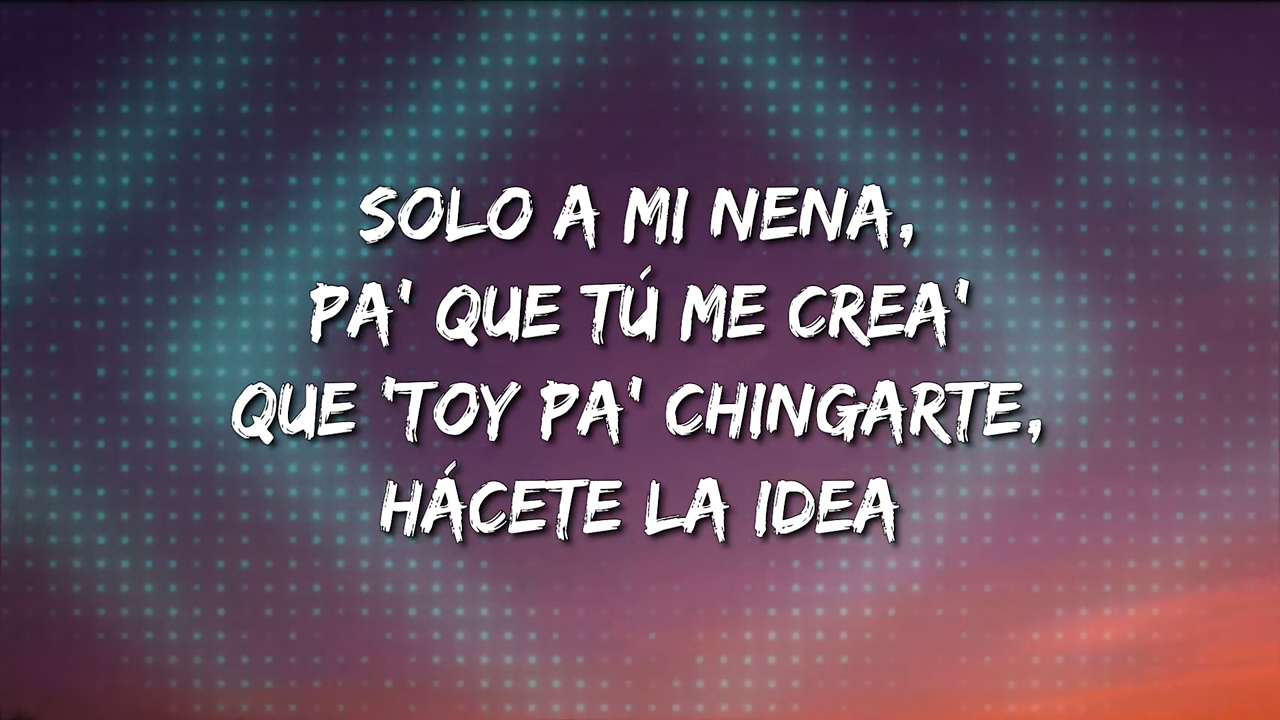 SOLO A MI NENA,
PA' QUE TÚ ME CREA'
QUE 'TOY PA' CHINGARTE,
HÁCETE LA IDEA